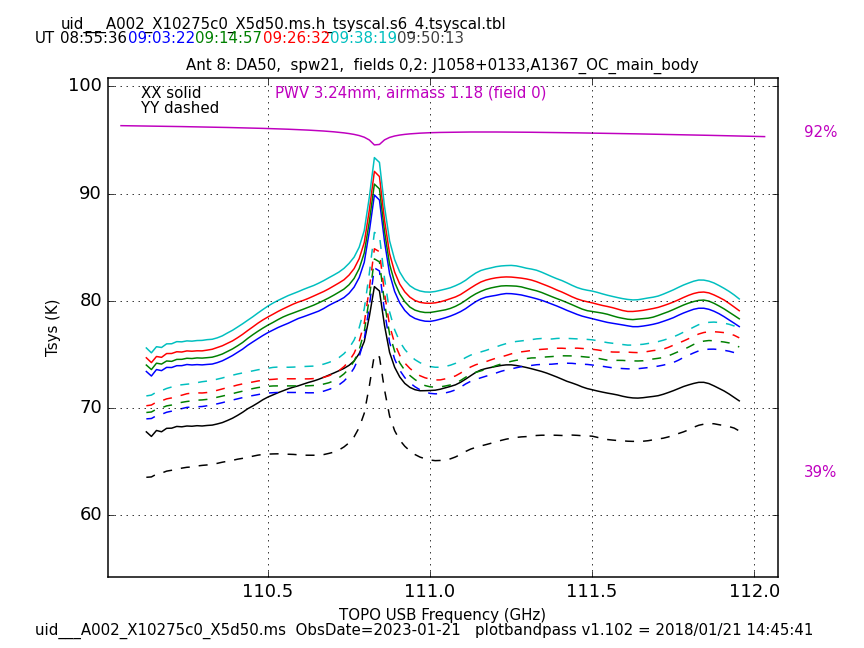 uid___A002_X10275c0_X5d50.ms.h_tsyscal.s6_4.tsyscal.tbl
UT 08:55:36 09:03:22 09:14:57 09:26:32 09:38:19 09:50:13
Ant 8: DA50,  spw21,  fields 0,2: J1058+0133,A1367_OC_main_body
XX solid
PWV 3.24mm, airmass 1.18 (field 0)
YY dashed
100
90
80
70
60
92%
39%
Tsys (K)
110.5
111.0
111.5
112.0
TOPO USB Frequency (GHz)
uid___A002_X10275c0_X5d50.ms  ObsDate=2023-01-21   plotbandpass v1.102 = 2018/01/21 14:45:41